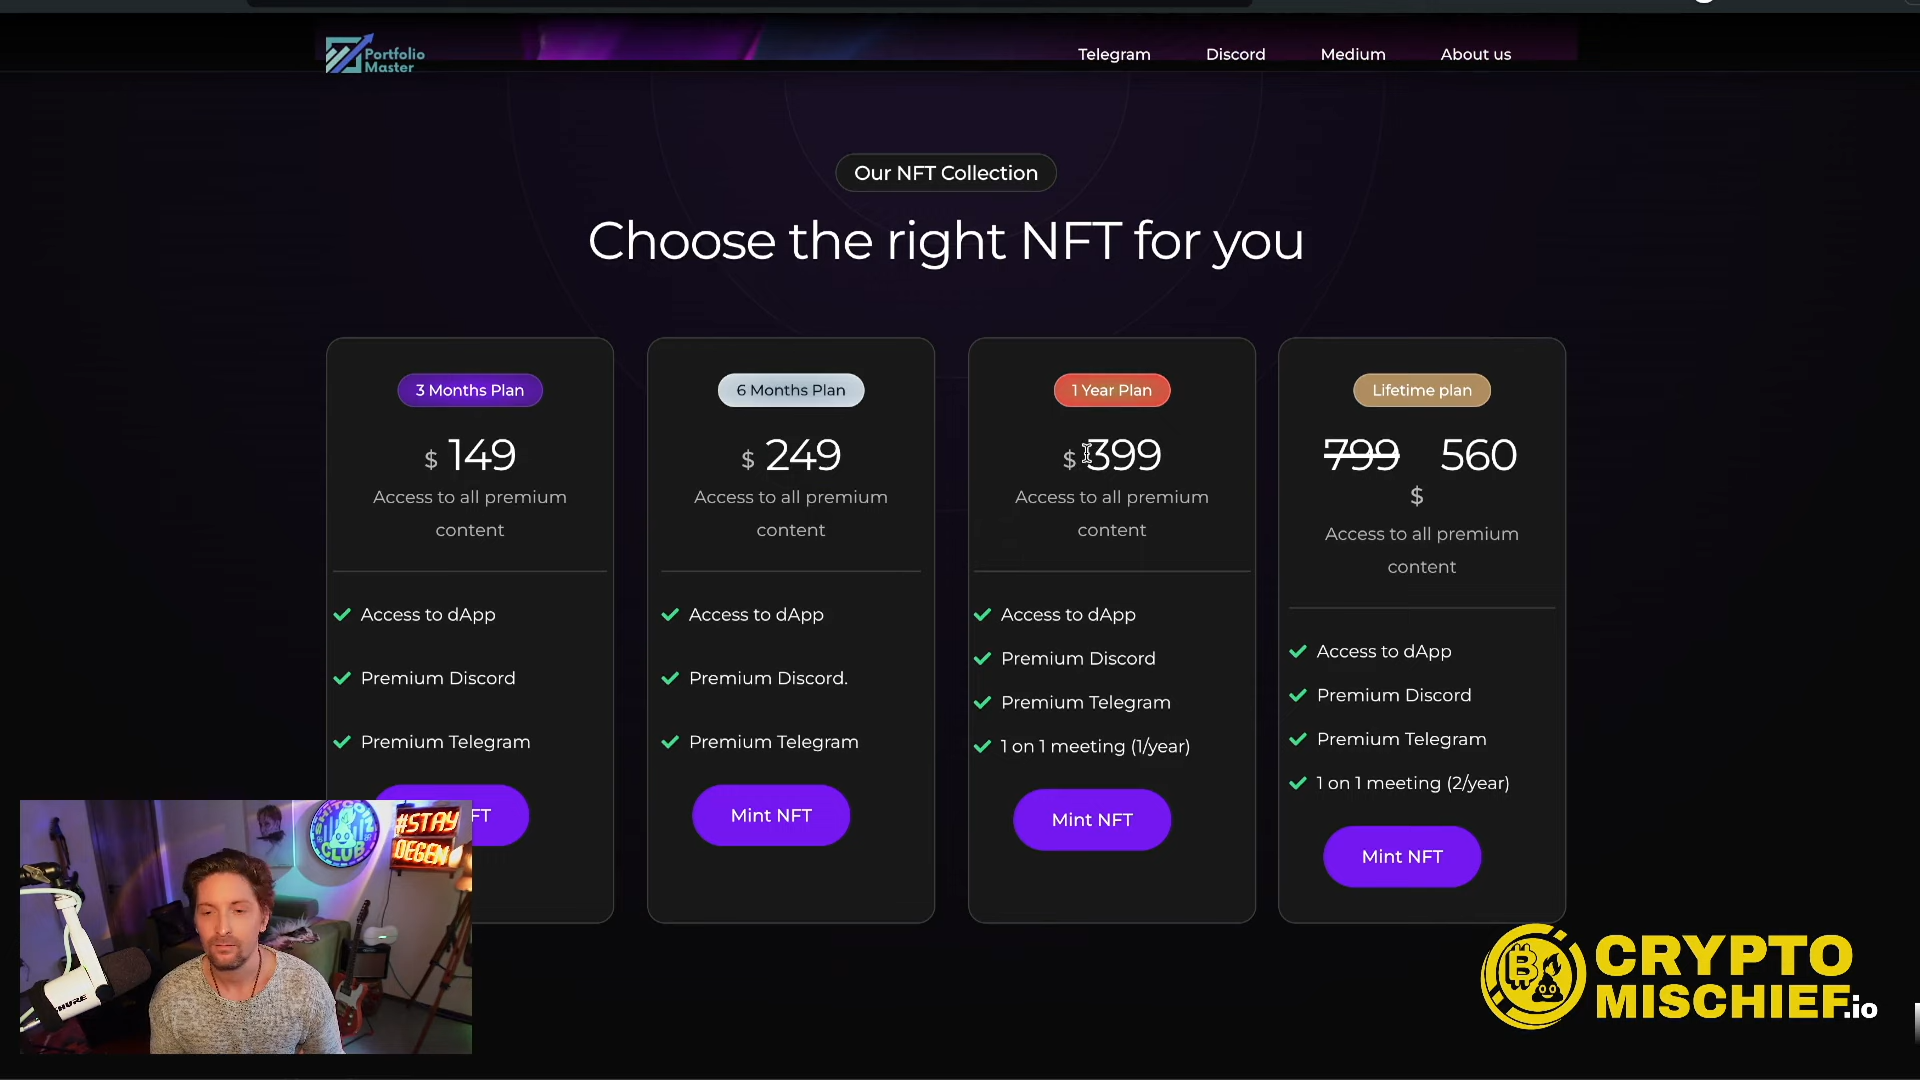 Portfolio
Master
Telegram
Discord
Medium
About us
Our NFT Collection
Choose the right NFT for you
3 Months Plan
$ 149
Access to all premium
content
Access to dApp
Premium Discord
Premium Telegram
FT
6 Months Plan
$ 249
Access to all premium
content
Access to dApp
Premium Discord.
Premium Telegram
Mint NFT
1 Year Plan
$ 399
Access to all premium
content
Access to dApp
Premium Discord
Premium Telegram
1 on 1 meeting (1/year)
Mint NFT
Lifetime plan
799 560
$
Access to all premium
content
Access to dApp
Premium Discord
Premium Telegram
1 on 1 meeting (2/year)
Mint NFT
SHITCOIN
CLUB
#STAY
DEGEN
SHURE
CRYPTO
MISCHIEF.io